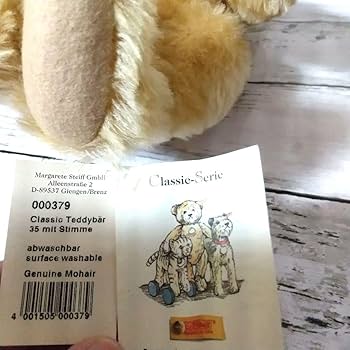 Margarete Steiff GmbH
Alleenstraße 2
D-89537 Giengen/Brenz
000379
Classic Teddybär
35 mit Stimme
abwaschbar
surface washable
Genuine Mohair
4 001505 000379
Classic-Serie